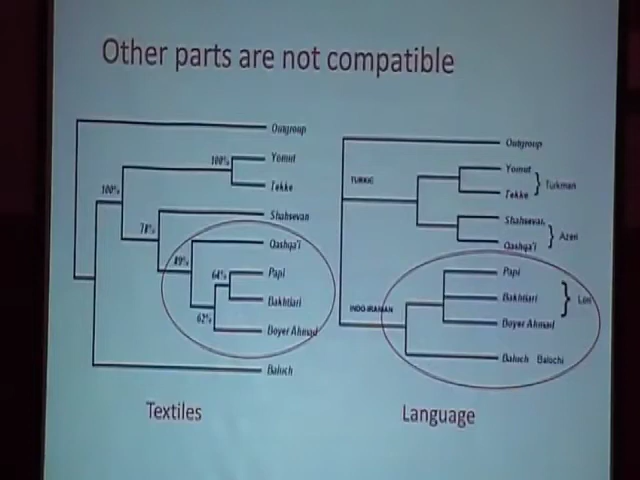 Other parts are not compatible
Outgroup
100%
Yomut
Tekke
100%
Shahsevan
78%
Qashqa'i
89%
Papi
64%
Bakhtiari
62%
Boyer Ahmad
Baluch
Textiles
Outgroup
TURKIC
Yomut
Tekke
Turkman
Shahsevan
Qashqa'i
Azeri
Papi
INDO-IRANIAN
Bakhtiari
Lori
Boyer Ahmad
Baluch Baluchi
Language